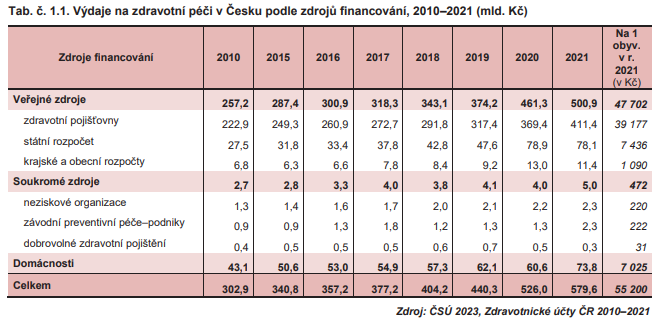 Tab. č. 1.1. Výdaje na zdravotní péči v Česku podle zdrojů financování, 2010–2021 (mld. Kč)
Zdroje financování 2010 2015 2016 2017 2018 2019 2020 2021 Na 1 obyv. v r. 2021 (v Kč)
Veřejné zdroje 257,2 287,4 300,9 318,3 343,1 374,2 461,3 500,9 47 702
zdravotní pojišťovny 222,9 249,3 260,9 272,7 291,8 317,4 369,4 411,4 39 177
státní rozpočet 27,5 31,8 33,4 37,8 42,8 47,6 78,9 78,1 7 436
krajské a obecní rozpočty 6,8 6,3 6,6 7,8 8,4 9,2 13,0 11,4 1 090
Soukromé zdroje 2,7 2,8 3,3 4,0 3,8 4,1 4,0 5,0 472
neziskové organizace 1,3 1,4 1,6 1,7 2,0 2,1 2,2 2,3 220
závodní preventivní péče–podniky 0,9 0,9 1,3 1,8 1,2 1,3 1,3 2,3 222
dobrovolné zdravotní pojištění 0,4 0,5 0,5 0,5 0,6 0,7 0,5 0,3 31
Domácnosti 43,1 50,6 53,0 54,9 57,3 62,1 60,6 73,8 7 025
Celkem 302,9 340,8 357,2 377,2 404,2 440,3 526,0 579,6 55 200
Zdroj: ČSÚ 2023, Zdravotnické účty ČR 2010–2021